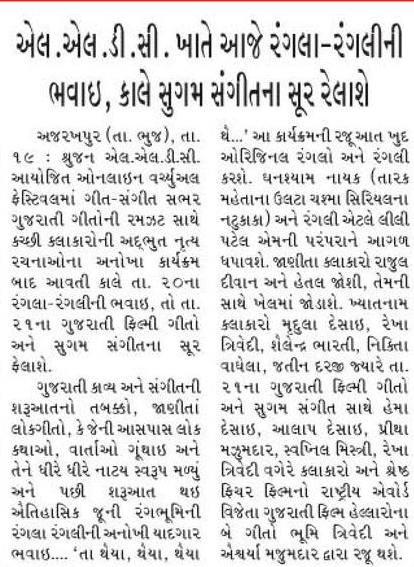 એલ.એલ.ડી.સી. ખાતે આજે રંગલા-રંગલીની
ભવાઇ, કાલે સુગમ સંગીતના સૂર રેલાશે
અજરખપુર (તા. ભુજ), તા.
૧૯ : શ્રુજન એલ.એલ.ડી.સી.
આયોજિત ઓનલાઇન વર્ચ્યુઅલ
ફેસ્ટિવલમાં ગીત-સંગીત સભર
ગુજરાતી ગીતોની રમઝટ સાથે
કચ્છી કલાકારોની અદ્ભુત નૃત્ય
રચનાઓના અનોખા કાર્યક્રમ
બાદ આવતી કાલે તા. ૨૦ના
રંગલા-રંગલીની ભવાઇ, તો તા.
૨૧ના ગુજરાતી ફિલ્મી ગીતો
અને સુગમ સંગીતના સૂર
ફેલાશે.
ગુજરાતી કાવ્ય અને સંગીતની
શરૂઆતનો તબક્કો, જાણીતાં
લોકગીતો, કે જેની આસપાસ લોક
કથાઓ, વાર્તાઓ ગૂંથાઇ અને
તેને ધીરે ધીરે નાટય સ્વરૂપ મળ્યું
અને પછી શરૂઆત થઇ
ઐતિહાસિક જૂની રંગભૂમિની
રંગલા રંગલીની અનોખી યાદગાર
ભવાઇ.... 'તા થૈયા, થૈયા, થૈયા
થૈ...' આ કાર્યક્રમની રજૂઆત ખુદ
ઓરિજિનલ રંગલો અને રંગલી
કરશે. ઘનશ્યામ નાયક (તારક
મહેતાના ઉલટા ચશ્મા સિરિયલના
નટુકાકા) અને રંગલી એટલે લીલી
પટેલ એમની પરંપરાને આગળ
ધપાવશે. જાણીતા કલાકારો રાજુલ
દીવાન અને હેતલ જોશી, તેમની
સાથે ખેલમાં જોડાશે. ખ્યાતનામ
કલાકારો મૃદુલા દેસાઇ, રેખા
ત્રિવેદી, શૈલેન્દ્ર ભારતી, નિકિતા
વાઘેલા, જતીન દરજી જ્યારે તા.
૨૧ના ગુજરાતી ફિલ્મી ગીતો
અને સુગમ સંગીત સાથે હેમા
દેસાઇ, આલાપ દેસાઇ, પ્રીથા
મઝુમદાર, સ્વપ્નિલ મિસ્ત્રી, રેખા
ત્રિવેદી વગેરે કલાકારો અને શ્રેષ્ઠ
ફિચર ફિલ્મનો રાષ્ટ્રીય એવોર્ડ
વિજેતા ગુજરાતી ફિલ્મ હેલ્લારોના
બે ગીતો ભૂમિ ત્રિવેદી અને
ઐશ્વર્યા મજુમદાર દ્વારા રજૂ થશે.